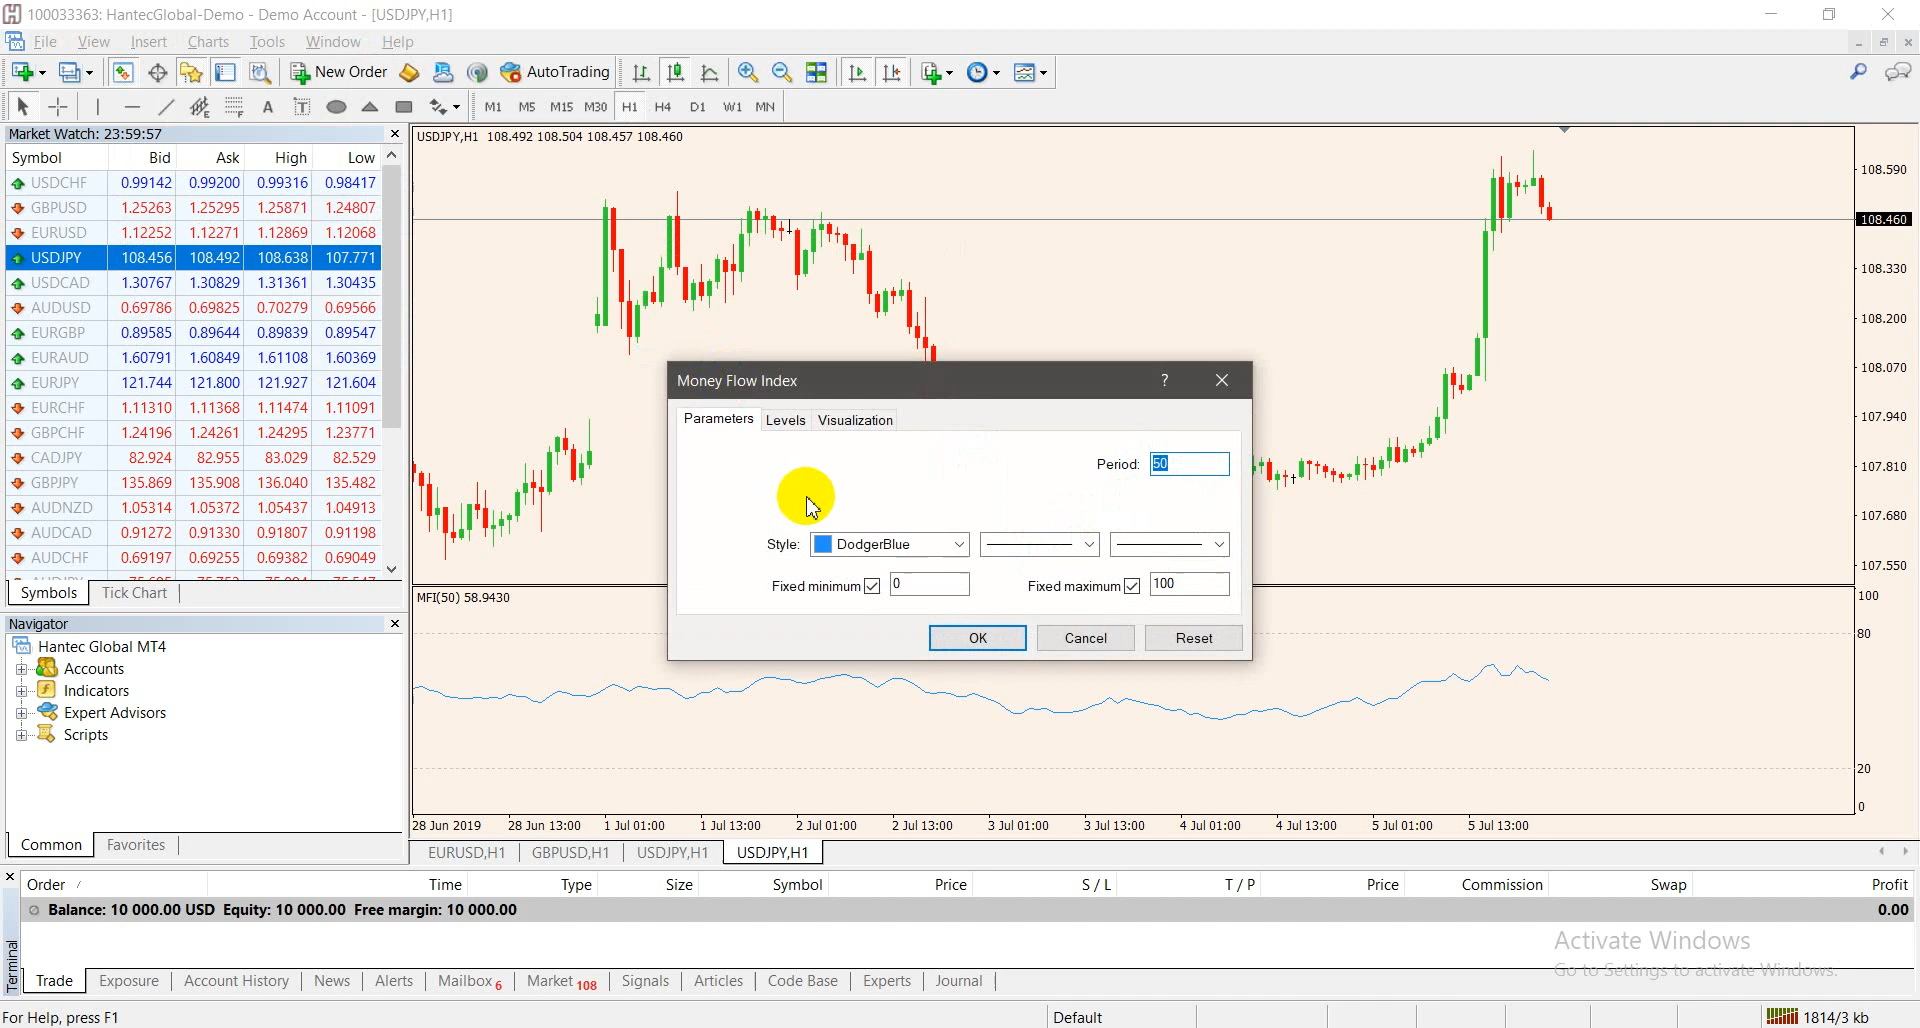 100033363: HantecGlobal-Demo - Demo Account - [USDJPY,H1]
File View Insert Charts Tools Window Help
New Order AutoTrading
A T M1 M5 M15 M30 H1 H4 D1 W1 MN
Market Watch: 23:59:57
Symbol Bid Ask High Low
USDCHF 0.99142 0.99200 0.99316 0.98417
GBPUSD 1.25263 1.25295 1.25871 1.24807
EURUSD 1.12252 1.12271 1.12869 1.12068
USDJPY 108.456 108.492 108.638 107.771
USDCAD 1.30767 1.30829 1.31361 1.30435
AUDUSD 0.69786 0.69825 0.70279 0.69566
EURGBP 0.89585 0.89644 0.89839 0.89547
EURAUD 1.60791 1.60849 1.61108 1.60369
EURJPY 121.744 121.800 121.927 121.604
EURCHF 1.11310 1.11368 1.11474 1.11091
GBPCHF 1.24196 1.24261 1.24295 1.23771
CADJPY 82.924 82.955 83.029 82.529
GBPJPY 135.869 135.908 136.040 135.482
AUDNZD 1.05314 1.05372 1.05437 1.04913
AUDCAD 0.91272 0.91330 0.91807 0.91198
AUDCHF 0.69197 0.69255 0.69382 0.69049
Symbols Tick Chart
Navigator
Hantec Global MT4
Accounts
Indicators
Expert Advisors
Scripts
Common Favorites
USDJPY,H1 108.492 108.504 108.457 108.460
108.590
108.460
108.330
108.200
108.070
107.940
107.810
107.680
107.550
Money Flow Index ?
Parameters Levels Visualization
Period: 50
Style: DodgerBlue
Fixed minimum 0 Fixed maximum 100
OK Cancel Reset
MFI(50) 58.9430
100
80
20
0
28 Jun 2019 28 Jun 13:00 1 Jul 01:00 1 Jul 13:00 2 Jul 01:00 2 Jul 13:00 3 Jul 01:00 3 Jul 13:00 4 Jul 01:00 4 Jul 13:00 5 Jul 01:00 5 Jul 13:00
EURUSD,H1 GBPUSD,H1 USDJPY,H1 USDJPY,H1
Order / Time Type Size Symbol Price S / L T / P Price Commission Swap Profit
Balance: 10 000.00 USD Equity: 10 000.00 Free margin: 10 000.00 0.00
Activate Windows
Go to Settings to activate Windows.
Terminal
Trade Exposure Account History News Alerts Mailbox 6 Market 108 Signals Articles Code Base Experts Journal
For Help, press F1 Default 1814/3 kb